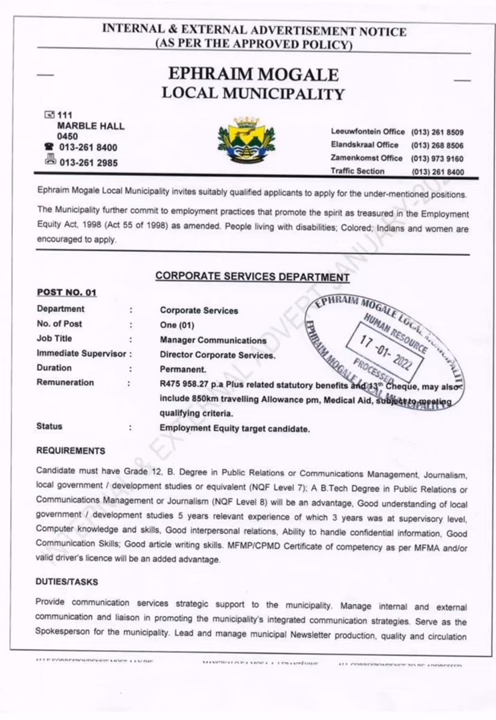 INTERNAL & EXTERNAL ADVERTISEMENT NOTICE
(AS PER THE APPROVED POLICY)
EPHRAIM MOGALE
LOCAL MUNICIPALITY
111
MARBLE HALL
0450
013-261 8400
013-261 2985
Leeuwfontein Office (013) 261 8509
Elandskraal Office (013) 268 8506
Zamenkomst Office (013) 973 9160
Traffic Section (013) 261 8400
Ephraim Mogale Local Municipality invites suitably qualified applicants to apply for the under-mentioned positions.
The Municipality further commit to employment practices that promote the spirit as treasured in the Employment
Equity Act, 1998 (Act 55 of 1998) as amended. People living with disabilities; Colored; Indians and women are
encouraged to apply.
CORPORATE SERVICES DEPARTMENT
POST NO. 01
Department : Corporate Services
No. of Post : One (01)
Job Title : Manager Communications
Immediate Supervisor : Director Corporate Services.
Duration : Permanent.
Remuneration : R475 958.27 p.a Plus related statutory benefits and 13th Cheque, may also
include 850km travelling Allowance pm, Medical Aid, subject to meeting
qualifying criteria.
Status : Employment Equity target candidate.
EPHRAIM MOGALE LOCAL
HUMAN RESOURCE
17 -01- 2022
PROCESSED
EPHRAIM MOGALE LOCAL MUNICIPALITY
REQUIREMENTS
Candidate must have Grade 12, B. Degree in Public Relations or Communications Management, Journalism,
local government / development studies or equivalent (NQF Level 7); A B.Tech Degree in Public Relations or
Communications Management or Journalism (NQF Level 8) will be an advantage, Good understanding of local
government / development studies 5 years relevant experience of which 3 years was at supervisory level,
Computer knowledge and skills, Good interpersonal relations, Ability to handle confidential information, Good
Communication Skills; Good article writing skills. MFMP/CPMD Certificate of competency as per MFMA and/or
valid driver's licence will be an added advantage.
DUTIES/TASKS
Provide communication services strategic support to the municipality. Manage internal and external
communication and liaison in promoting the municipality's integrated communication strategies. Serve as the
Spokesperson for the municipality. Lead and manage municipal Newsletter production, quality and circulation